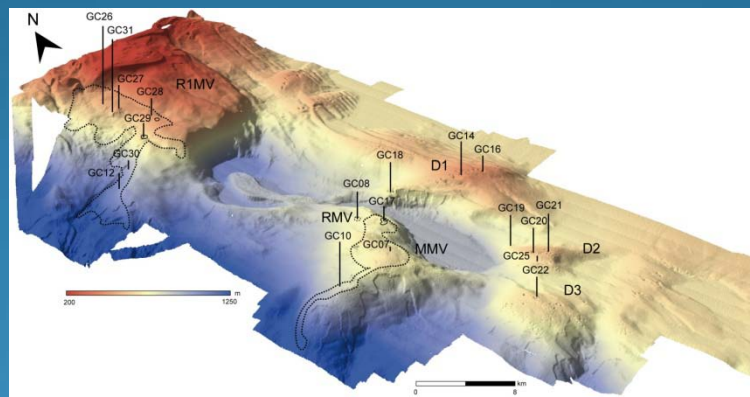 N
GC26
GC31
GC27
R1MV
GC28
GC29
GC30
GC12
GC14
GC18
D1
GC16
GC08
GC17
RMV
GC19
GC21
GC20
GC10
GC07
MMV
D2
GC25
GC22
D3
200
m
1250
0
8
km